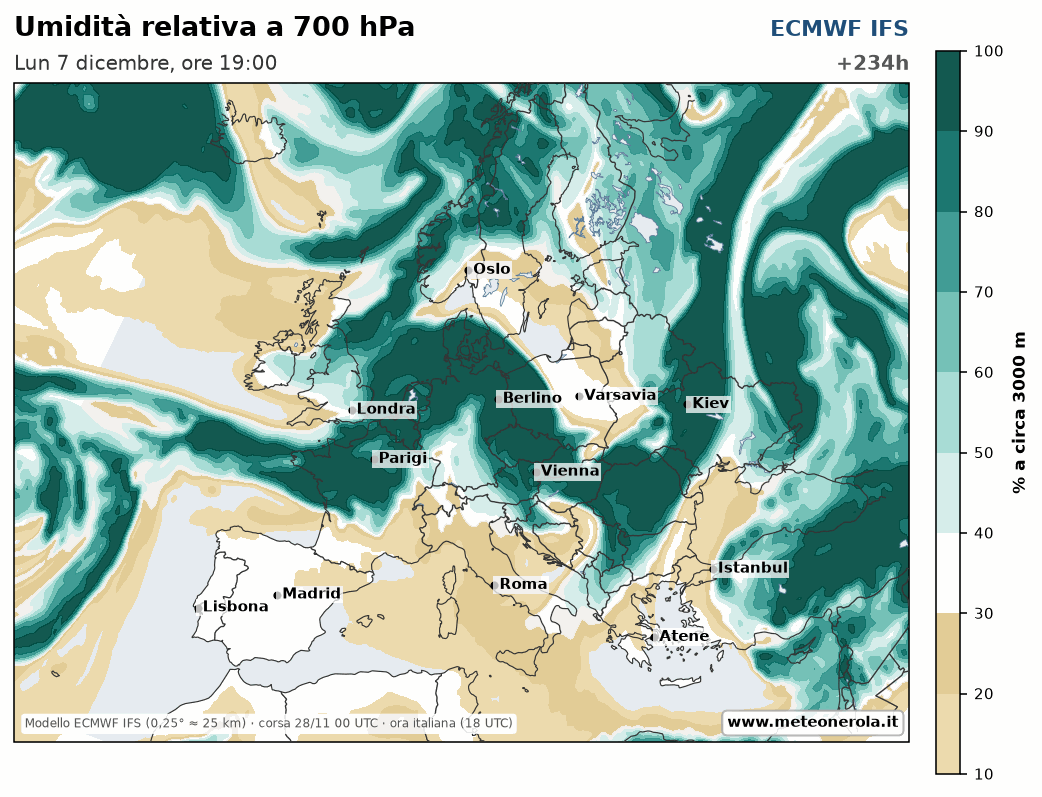 Umidità relativa a 700 hPa
ECMWF IFS
Lun 7 dicembre, ore 19:00
+234h
100
90
80
70
60
50
40
30
20
10
% a circa 3000 m
Oslo
Londra
Berlino
Varsavia
Kiev
Parigi
Vienna
Istanbul
Roma
Madrid
Lisbona
Atene
Modello ECMWF IFS (0,25° ≈ 25 km) · corsa 28/11 00 UTC · ora italiana (18 UTC)
www.meteonerola.it